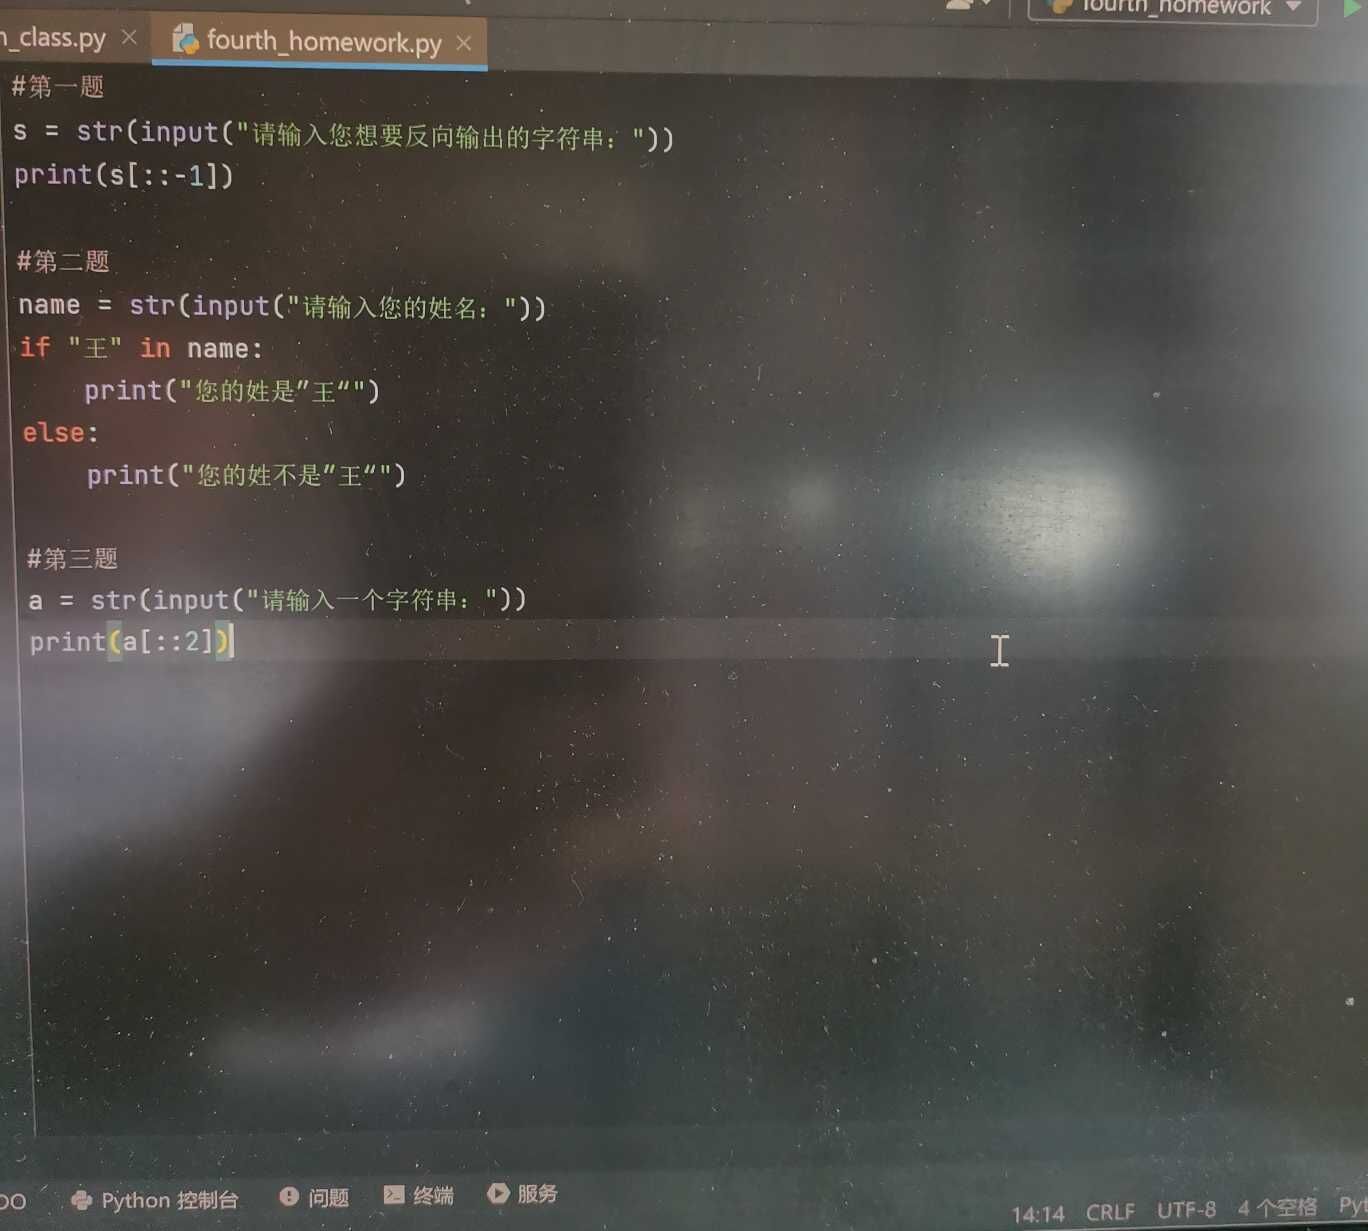 n_class.py
fourth_homework.py
fourth_homework
#第一题
s = str(input("请输入您想要反向输出的字符串："))
print(s[::-1])
#第二题
name = str(input("请输入您的姓名："))
if "王" in name:
    print("您的姓是”王“")
else:
    print("您的姓不是”王“")
#第三题
a = str(input("请输入一个字符串："))
print(a[::2])
Python 控制台 问题 终端 服务
14:14 CRLF UTF-8 4 个空格